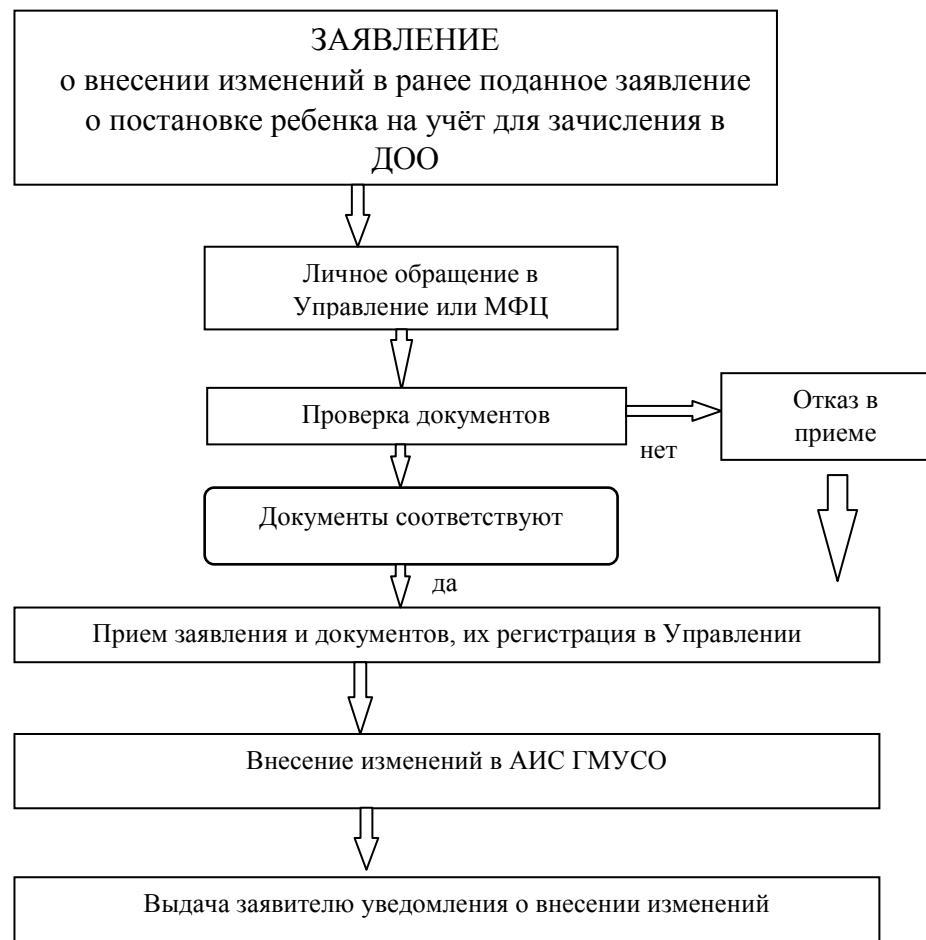 ЗАЯВЛЕНИЕ
о внесении изменений в ранее поданное заявление
о постановке ребенка на учёт для зачисления в
ДОО
Личное обращение в
Управление или МФЦ
Проверка документов
Отказ в
приеме
нет
Документы соответствуют
да
Прием заявления и документов, их регистрация в Управлении
Внесение изменений в АИС ГМУСО
Выдача заявителю уведомления о внесении изменений